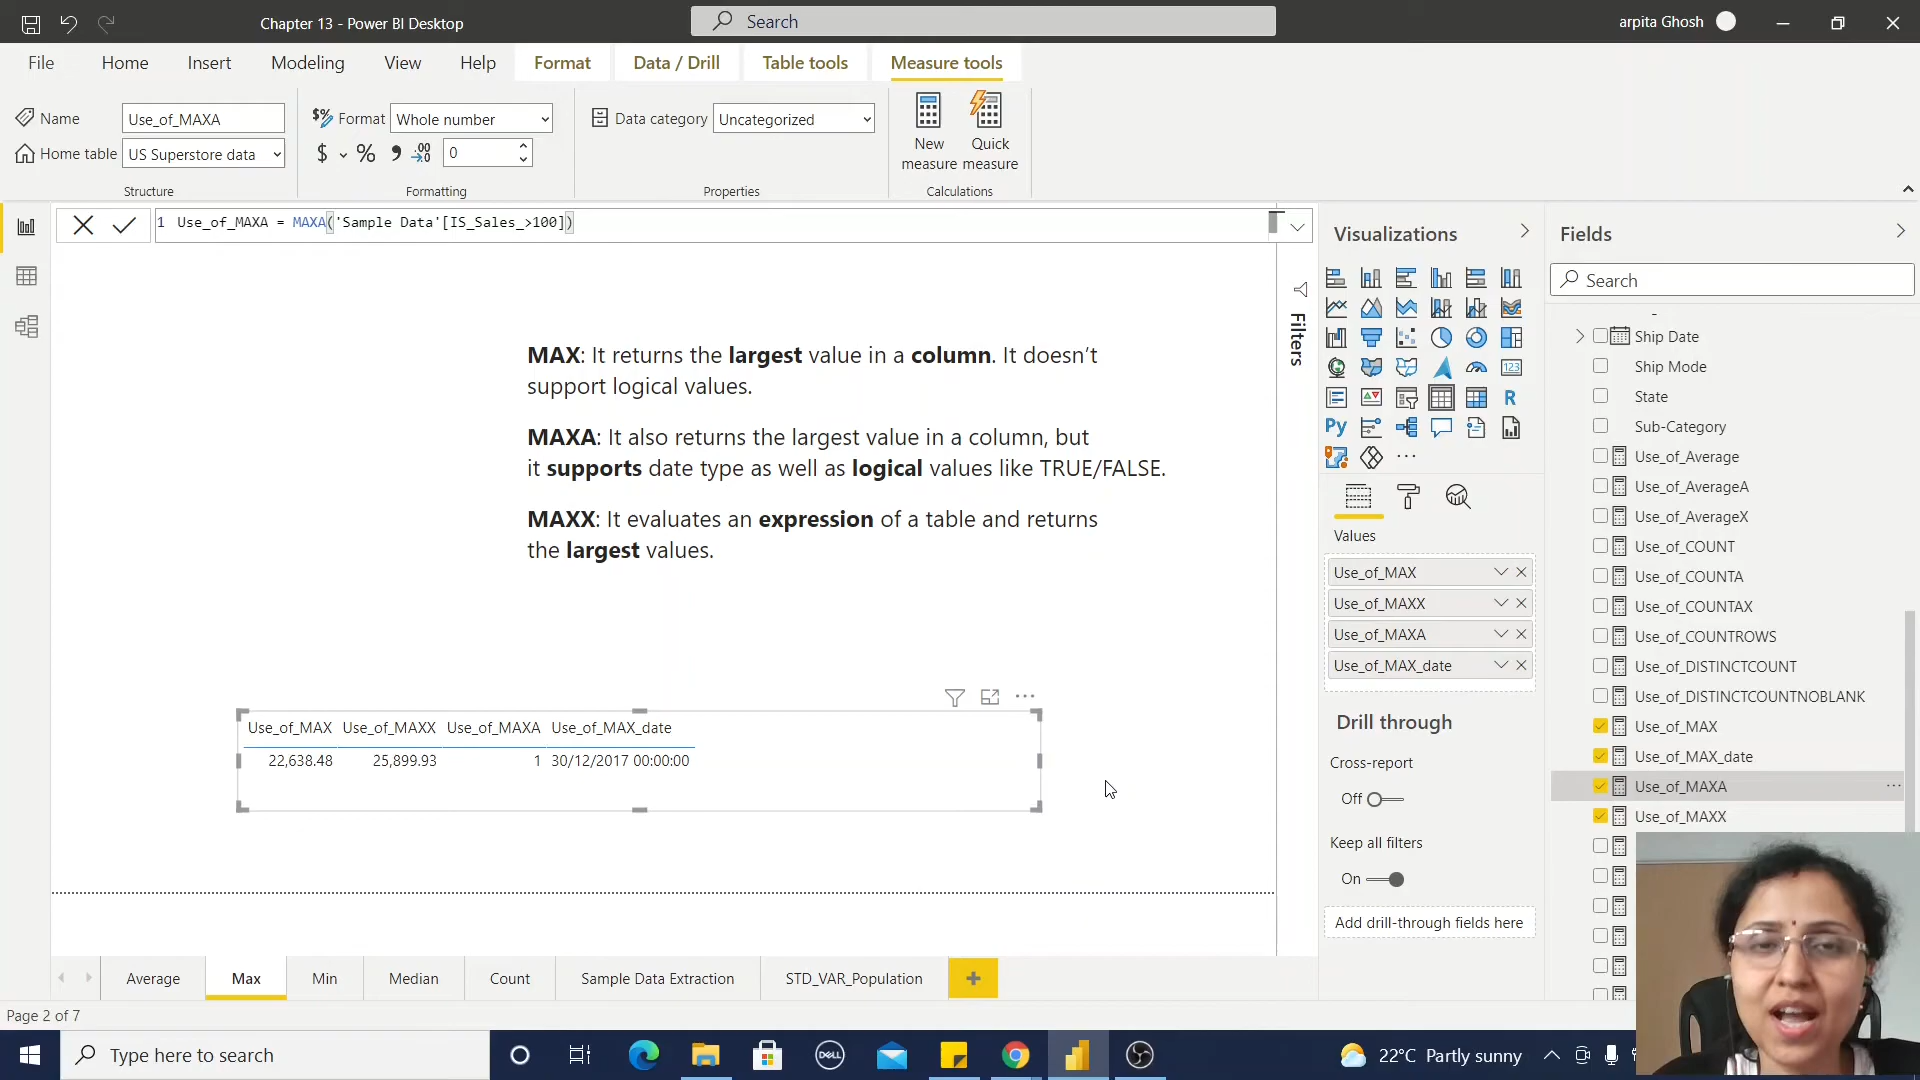 Chapter 13 - Power BI Desktop
Search
arpita Ghosh
File
Home
Insert
Modeling
View
Help
Format
Data / Drill
Table tools
Measure tools
Name
Use_of_MAXA
Format
Whole number
Data category
Uncategorized
Home table
US Superstore data
$
%
0
New measure
Quick measure
Structure
Formatting
Properties
Calculations
1 Use_of_MAXA = MAXA('Sample Data'[IS_Sales_>100])
MAX: It returns the largest value in a column. It doesn't
support logical values.
MAXA: It also returns the largest value in a column, but
it supports date type as well as logical values like TRUE/FALSE.
MAXX: It evaluates an expression of a table and returns
the largest values.
Use_of_MAX Use_of_MAXX Use_of_MAXA Use_of_MAX_date
22,638.48 25,899.93 1 30/12/2017 00:00:00
Filters
Visualizations
123
R
Py
Values
Use_of_MAX
Use_of_MAXX
Use_of_MAXA
Use_of_MAX_date
Drill through
Cross-report
Off
Keep all filters
On
Add drill-through fields here
Fields
Search
Ship Date
Ship Mode
State
Sub-Category
Use_of_Average
Use_of_AverageA
Use_of_AverageX
Use_of_COUNT
Use_of_COUNTA
Use_of_COUNTAX
Use_of_COUNTROWS
Use_of_DISTINCTCOUNT
Use_of_DISTINCTCOUNTNOBLANK
Use_of_MAX
Use_of_MAX_date
Use_of_MAXA
Use_of_MAXX
Average
Max
Min
Median
Count
Sample Data Extraction
STD_VAR_Population
Page 2 of 7
Type here to search
DELL
22°C Partly sunny